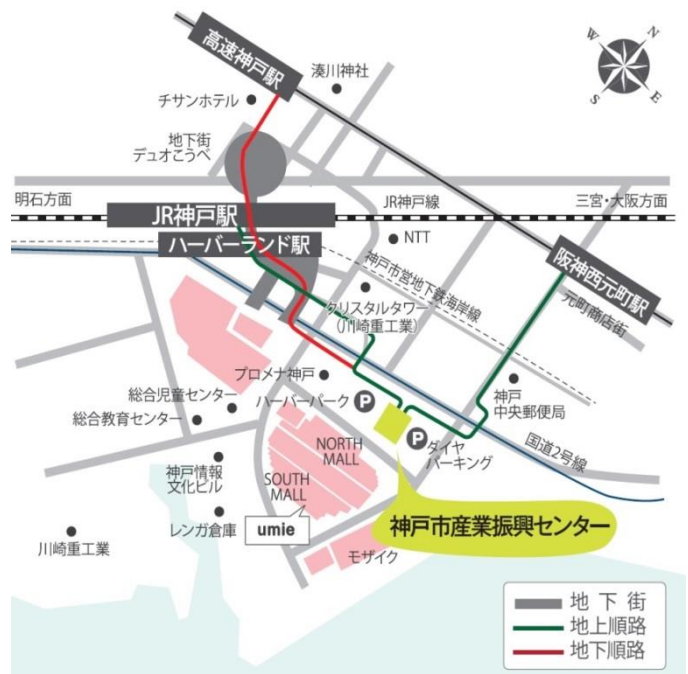 高速神戸駅
湊川神社
チサンホテル
地下街
デュオこうべ
N
W
E
S
明石方面
JR神戸駅
JR神戸線
三宮・大阪方面
NTT
ハーバーランド駅
神戸市営地下鉄海岸線
阪神西元町駅
元町商店街
クリスタルタワー
(川崎重工業)
プロメナ神戸
ハーバーパーク
P
神戸
中央郵便局
総合児童センター
総合教育センター
P
ダイヤ
パーキング
国道2号線
NORTH
MALL
SOUTH
MALL
神戸情報
文化ビル
レンガ倉庫
umie
神戸市産業振興センター
川崎重工業
モザイク
地下街
地上順路
地下順路